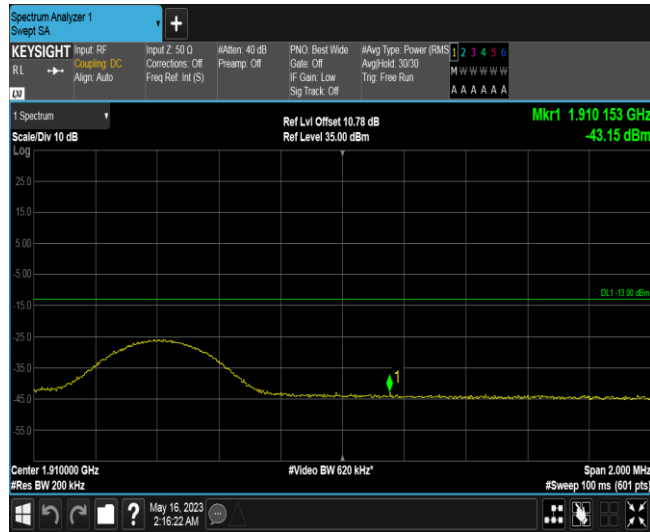 Spectrum Analyzer 1
Swept SA
+
KEYSIGHT
RL
LXI
Input: RF
Coupling: DC
Align: Auto
Input Z: 50 Ω
Corrections: Off
Freq Ref: Int (S)
#Atten: 40 dB
Preamp: Off
PNO: Best Wide
Gate: Off
IF Gain: Low
Sig Track: Off
#Avg Type: Power (RMS
Avg|Hold: 30/30
Trig: Free Run
1 2 3 4 5 6
M W W W W W
A A A A A A
1 Spectrum
Scale/Div 10 dB
Log
Ref Lvl Offset 10.78 dB
Ref Level 35.00 dBm
Mkr1 1.910 153 GHz
-43.15 dBm
25.0
15.0
5.00
-5.00
DL1 -13.00 dBm
-15.0
-25.0
-35.0
1
-45.0
-55.0
Center 1.910000 GHz
#Res BW 200 kHz
#Video BW 620 kHz*
Span 2.000 MHz
#Sweep 100 ms (601 pts)
?
May 16, 2023
2:16:22 AM